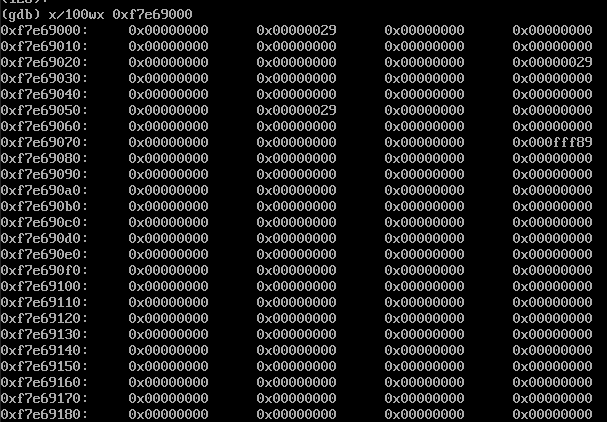 (gdb) x/100wx 0xf7e69000
0xf7e69000: 0x00000000 0x00000029 0x00000000 0x00000000
0xf7e69010: 0x00000000 0x00000000 0x00000000 0x00000000
0xf7e69020: 0x00000000 0x00000000 0x00000000 0x00000029
0xf7e69030: 0x00000000 0x00000000 0x00000000 0x00000000
0xf7e69040: 0x00000000 0x00000000 0x00000000 0x00000000
0xf7e69050: 0x00000000 0x00000029 0x00000000 0x00000000
0xf7e69060: 0x00000000 0x00000000 0x00000000 0x00000000
0xf7e69070: 0x00000000 0x00000000 0x00000000 0x000fff89
0xf7e69080: 0x00000000 0x00000000 0x00000000 0x00000000
0xf7e69090: 0x00000000 0x00000000 0x00000000 0x00000000
0xf7e690a0: 0x00000000 0x00000000 0x00000000 0x00000000
0xf7e690b0: 0x00000000 0x00000000 0x00000000 0x00000000
0xf7e690c0: 0x00000000 0x00000000 0x00000000 0x00000000
0xf7e690d0: 0x00000000 0x00000000 0x00000000 0x00000000
0xf7e690e0: 0x00000000 0x00000000 0x00000000 0x00000000
0xf7e690f0: 0x00000000 0x00000000 0x00000000 0x00000000
0xf7e69100: 0x00000000 0x00000000 0x00000000 0x00000000
0xf7e69110: 0x00000000 0x00000000 0x00000000 0x00000000
0xf7e69120: 0x00000000 0x00000000 0x00000000 0x00000000
0xf7e69130: 0x00000000 0x00000000 0x00000000 0x00000000
0xf7e69140: 0x00000000 0x00000000 0x00000000 0x00000000
0xf7e69150: 0x00000000 0x00000000 0x00000000 0x00000000
0xf7e69160: 0x00000000 0x00000000 0x00000000 0x00000000
0xf7e69170: 0x00000000 0x00000000 0x00000000 0x00000000
0xf7e69180: 0x00000000 0x00000000 0x00000000 0x00000000